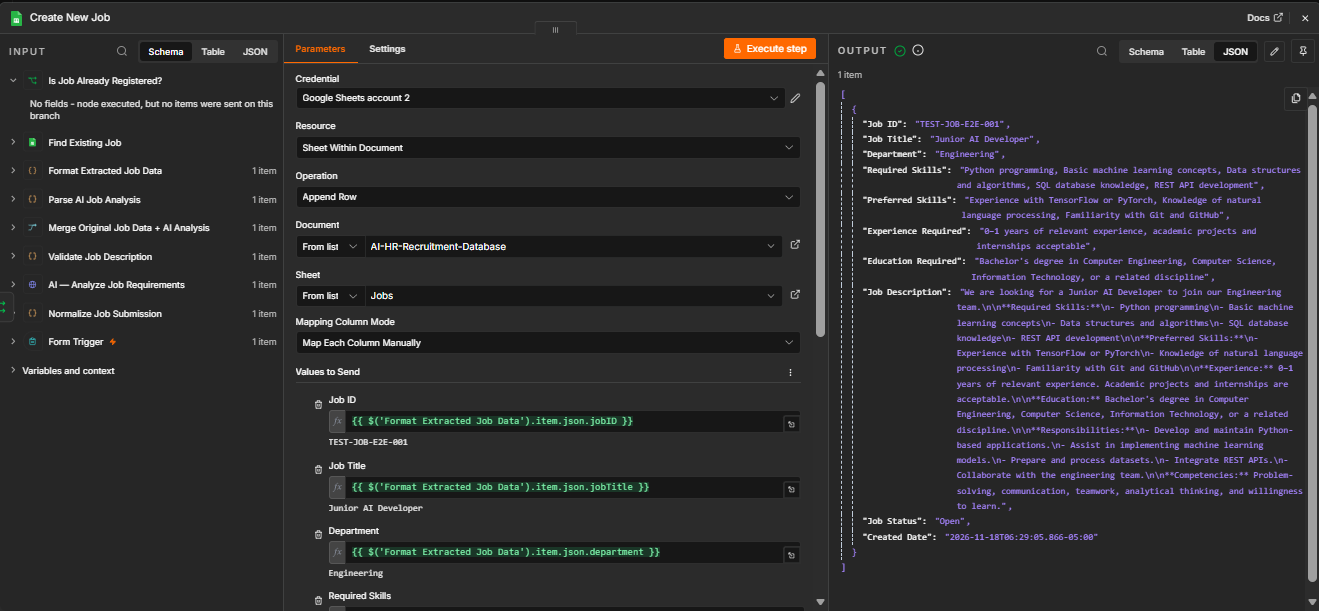 Create New Job
Docs
INPUT
Schema
Table
JSON
Is Job Already Registered?
No fields - node executed, but no items were sent on this
branch
Find Existing Job
Format Extracted Job Data
1 item
Parse AI Job Analysis
1 item
Merge Original Job Data + AI Analysis
1 item
Validate Job Description
1 item
AI — Analyze Job Requirements
1 item
Normalize Job Submission
1 item
Form Trigger
1 item
Variables and context
Parameters
Settings
Execute step
Credential
Google Sheets account 2
Resource
Sheet Within Document
Operation
Append Row
Document
From list
AI-HR-Recruitment-Database
Sheet
From list
Jobs
Mapping Column Mode
Map Each Column Manually
Values to Send
Job ID
fx
{{ $('Format Extracted Job Data').item.json.jobID }}
TEST-JOB-E2E-001
Job Title
fx
{{ $('Format Extracted Job Data').item.json.jobTitle }}
Junior AI Developer
Department
fx
{{ $('Format Extracted Job Data').item.json.department }}
Engineering
Required Skills
OUTPUT
Schema
Table
JSON
1 item
[
{
"Job ID": "TEST-JOB-E2E-001",
"Job Title": "Junior AI Developer",
"Department": "Engineering",
"Required Skills": "Python programming, Basic machine learning concepts, Data structures
and algorithms, SQL database knowledge, REST API development",
"Preferred Skills": "Experience with TensorFlow or PyTorch, Knowledge of natural
language processing, Familiarity with Git and GitHub",
"Experience Required": "0–1 years of relevant experience, academic projects and
internships acceptable",
"Education Required": "Bachelor's degree in Computer Engineering, Computer Science,
Information Technology, or a related discipline",
"Job Description": "We are looking for a Junior AI Developer to join our Engineering
team.\n\n**Required Skills:**\n- Python programming\n- Basic machine
learning concepts\n- Data structures and algorithms\n- SQL database
knowledge\n- REST API development\n\n**Preferred Skills:**\n-
Experience with TensorFlow or PyTorch\n- Knowledge of natural language
processing\n- Familiarity with Git and GitHub\n\n**Experience:** 0–1
years of relevant experience. Academic projects and internships are
acceptable.\n\n**Education:** Bachelor's degree in Computer
Engineering, Computer Science, Information Technology, or a related
discipline.\n\n**Responsibilities:**\n- Develop and maintain Python-
based applications.\n- Assist in implementing machine learning
models.\n- Prepare and process datasets.\n- Integrate REST APIs.\n-
Collaborate with the engineering team.\n\n**Competencies:** Problem-
solving, communication, teamwork, analytical thinking, and willingness
to learn.",
"Job Status": "Open",
"Created Date": "2026-11-18T06:29:05.866-05:00"
}
]